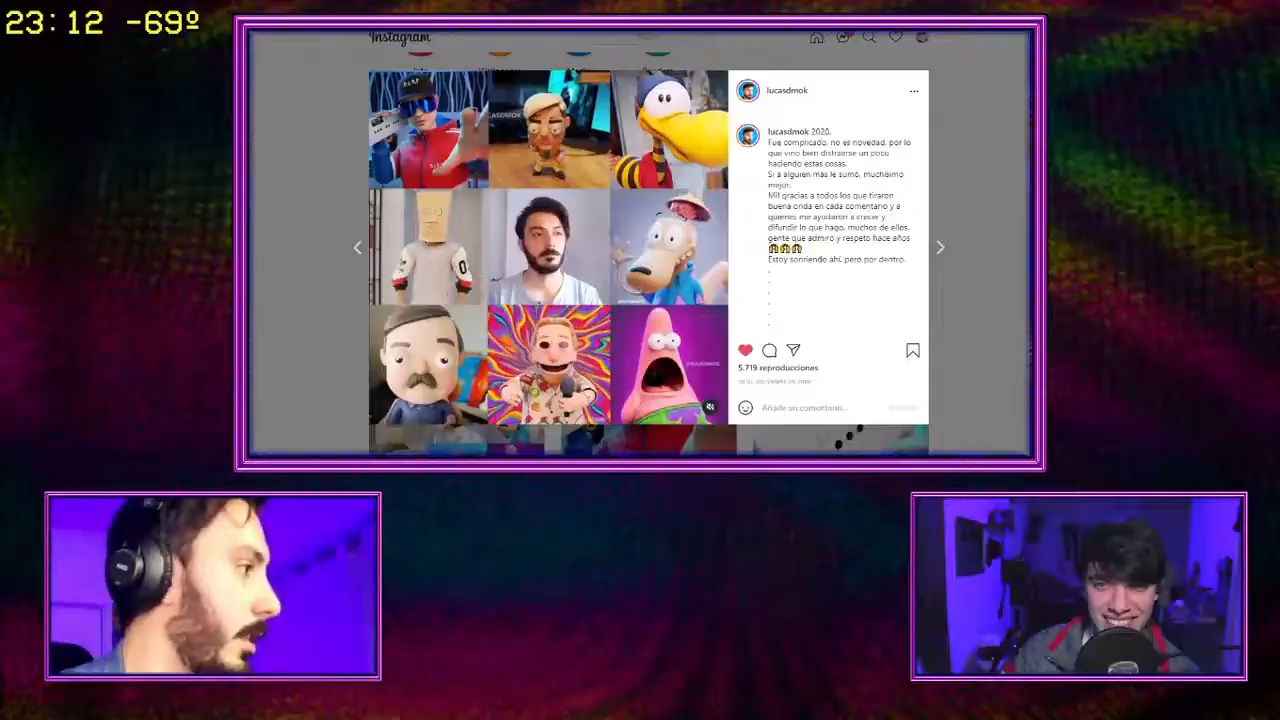 23:12 -69º
Instagram
lucasdmok
lucasdmok 2020.
Fue complicado, no es novedad, por lo
que vino bien distraerse un poco
haciendo estas cosas.
Si a alguien más le sumó, muchísimo
mejor.
Mil gracias a todos los que tiraron
buena onda en cada comentario y a
quienes me ayudaron a crecer y
difundir lo que hago, muchos de ellos,
gente que admiro y respeto hace años
Estoy sonriendo ahí, pero por dentro.
.
.
.
.
.
.
5.719 reproducciones
Añade un comentario...